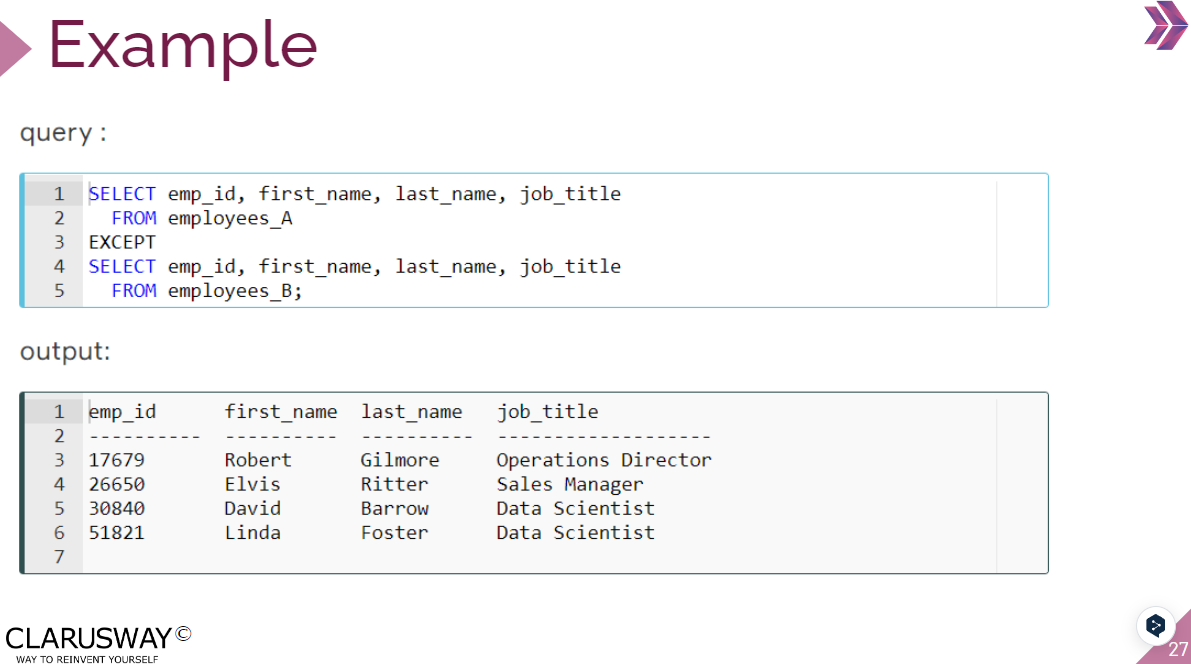 Example
query :
1 SELECT emp_id, first_name, last_name, job_title
2   FROM employees_A
3 EXCEPT
4 SELECT emp_id, first_name, last_name, job_title
5   FROM employees_B;
output:
1 emp_id      first_name  last_name   job_title
2 ----------  ----------  ----------  -------------------
3 17679       Robert      Gilmore     Operations Director
4 26650       Elvis       Ritter      Sales Manager
5 30840       David       Barrow      Data Scientist
6 51821       Linda       Foster      Data Scientist
7
CLARUSWAY©
WAY TO REINVENT YOURSELF
27